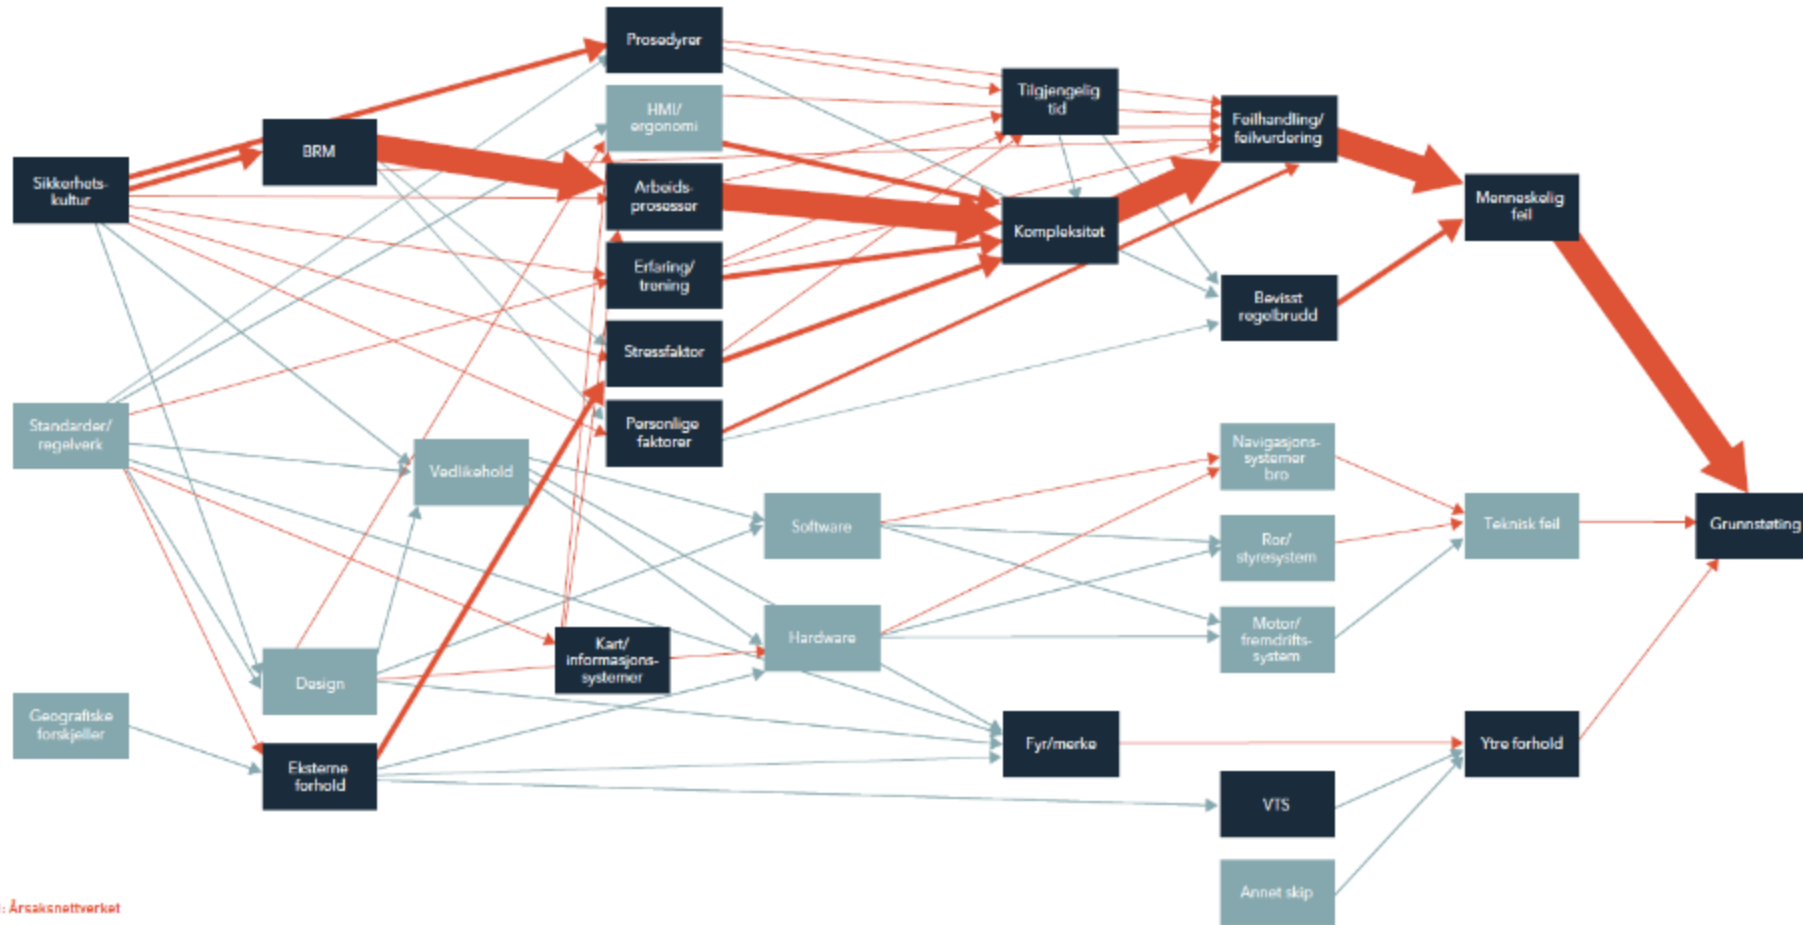 Prosedyrer
HMI/
ergonomi
Tilgjengelig
tid
Feilhandling/
feilvurdering
BRM
Sikkerhets-
kultur
Arbeids-
prosesser
Menneskelig
feil
Kompleksitet
Erfaring/
trening
Bevisst
regelbrudd
Stressfaktor
Personlige
faktorer
Standarder/
regelverk
Vedlikehold
Navigasjons-
systemer
bro
Software
Ror/
styresystem
Teknisk feil
Grunnstøting
Hardware
Motor/
fremdrifts-
system
Kart/
informasjons-
systemer
Design
Geografiske
forskjeller
Eksterne
forhold
Fyr/merke
Ytre forhold
VTS
Annet skip
: Årsaksnettverket